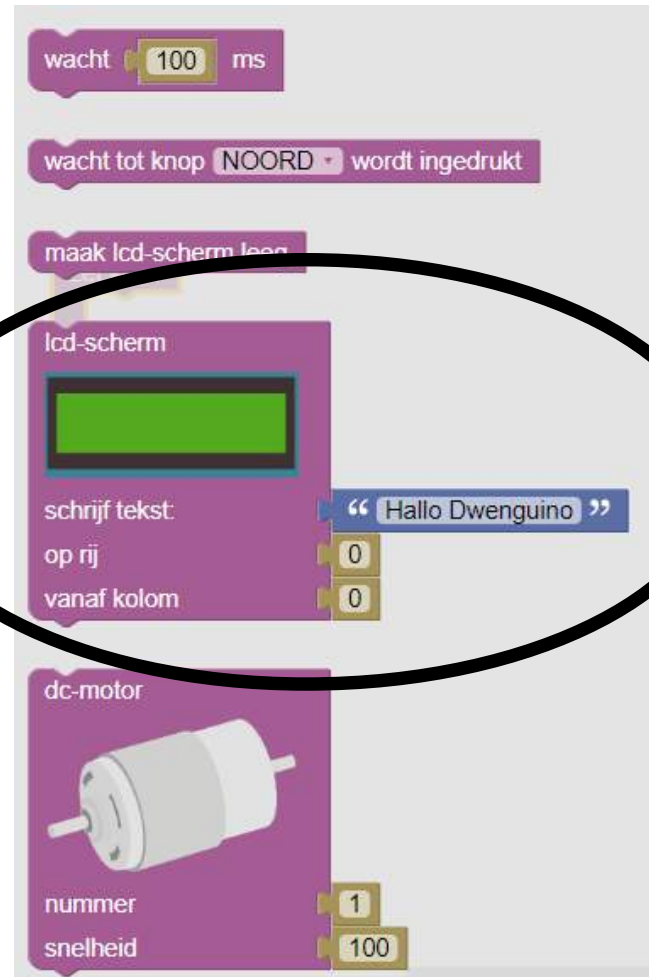 wacht 100 ms
wacht tot knop NOORD wordt ingedrukt
maak lcd-scherm leeg
lcd-scherm
schrijf tekst: “ Hallo Dwenguino ”
op rij 0
vanaf kolom 0
dc-motor
nummer 1
snelheid 100